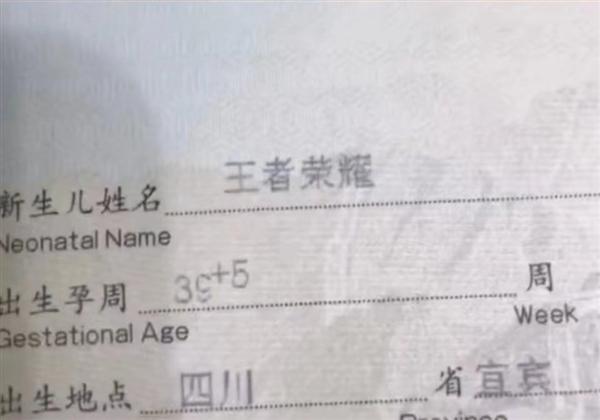 新生儿姓名 王者荣耀
Neonatal Name
出生孕周 39+5 周
Gestational Age Week
出生地点 四川 省 宜宾
Province